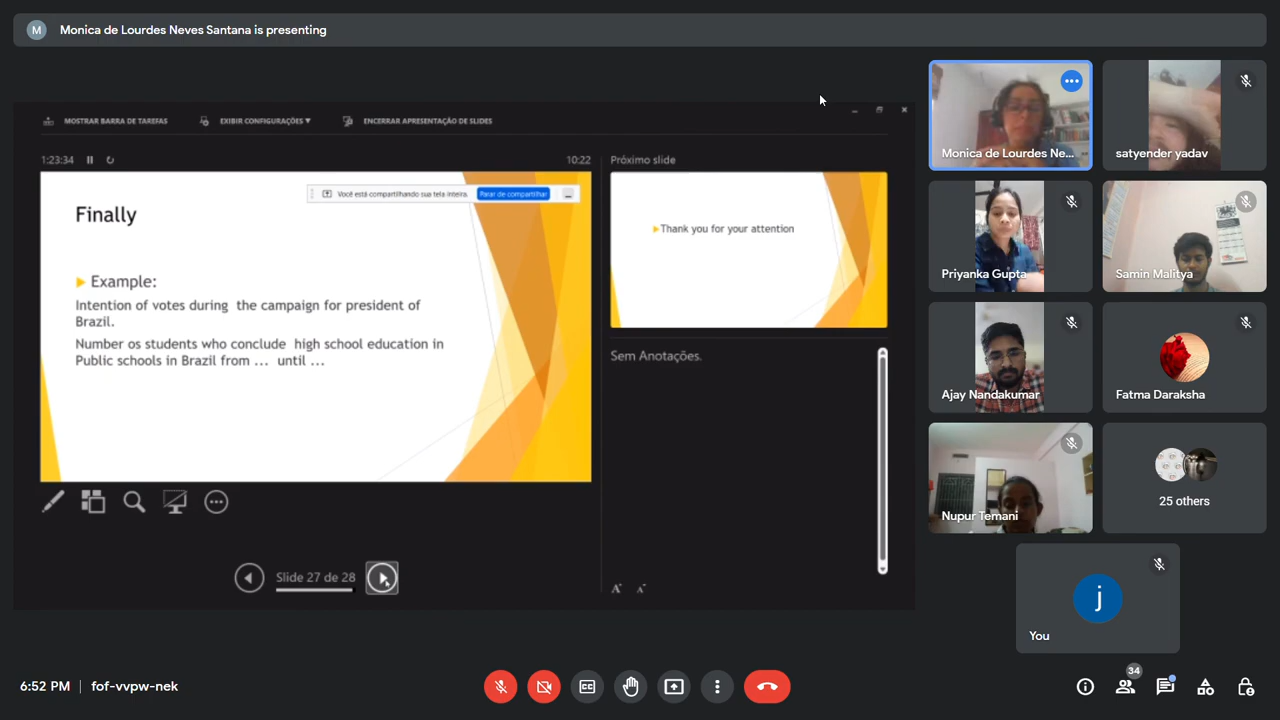 M Monica de Lourdes Neves Santana is presenting
MOSTRAR BARRA DE TAREFAS EXIBIR CONFIGURAÇÕES ▼ ENCERRAR APRESENTAÇÃO DE SLIDES
1:23:34 10:22 Próximo slide
Você está compartilhando sua tela inteira. Parar de compartilhar
Finally
Example:
Intention of votes during the campaign for president of
Brazil.
Number os students who conclude high school education in
Public schools in Brazil from ... until ...
Thank you for your attention
Sem Anotações.
Slide 27 de 28
A A
Monica de Lourdes Ne...
satyender yadav
Priyanka Gupta
Samin Malitya
Ajay Nandakumar
Fatma Daraksha
Nupur Temani
25 others
j
You
6:52 PM | fof-vvpw-nek
34